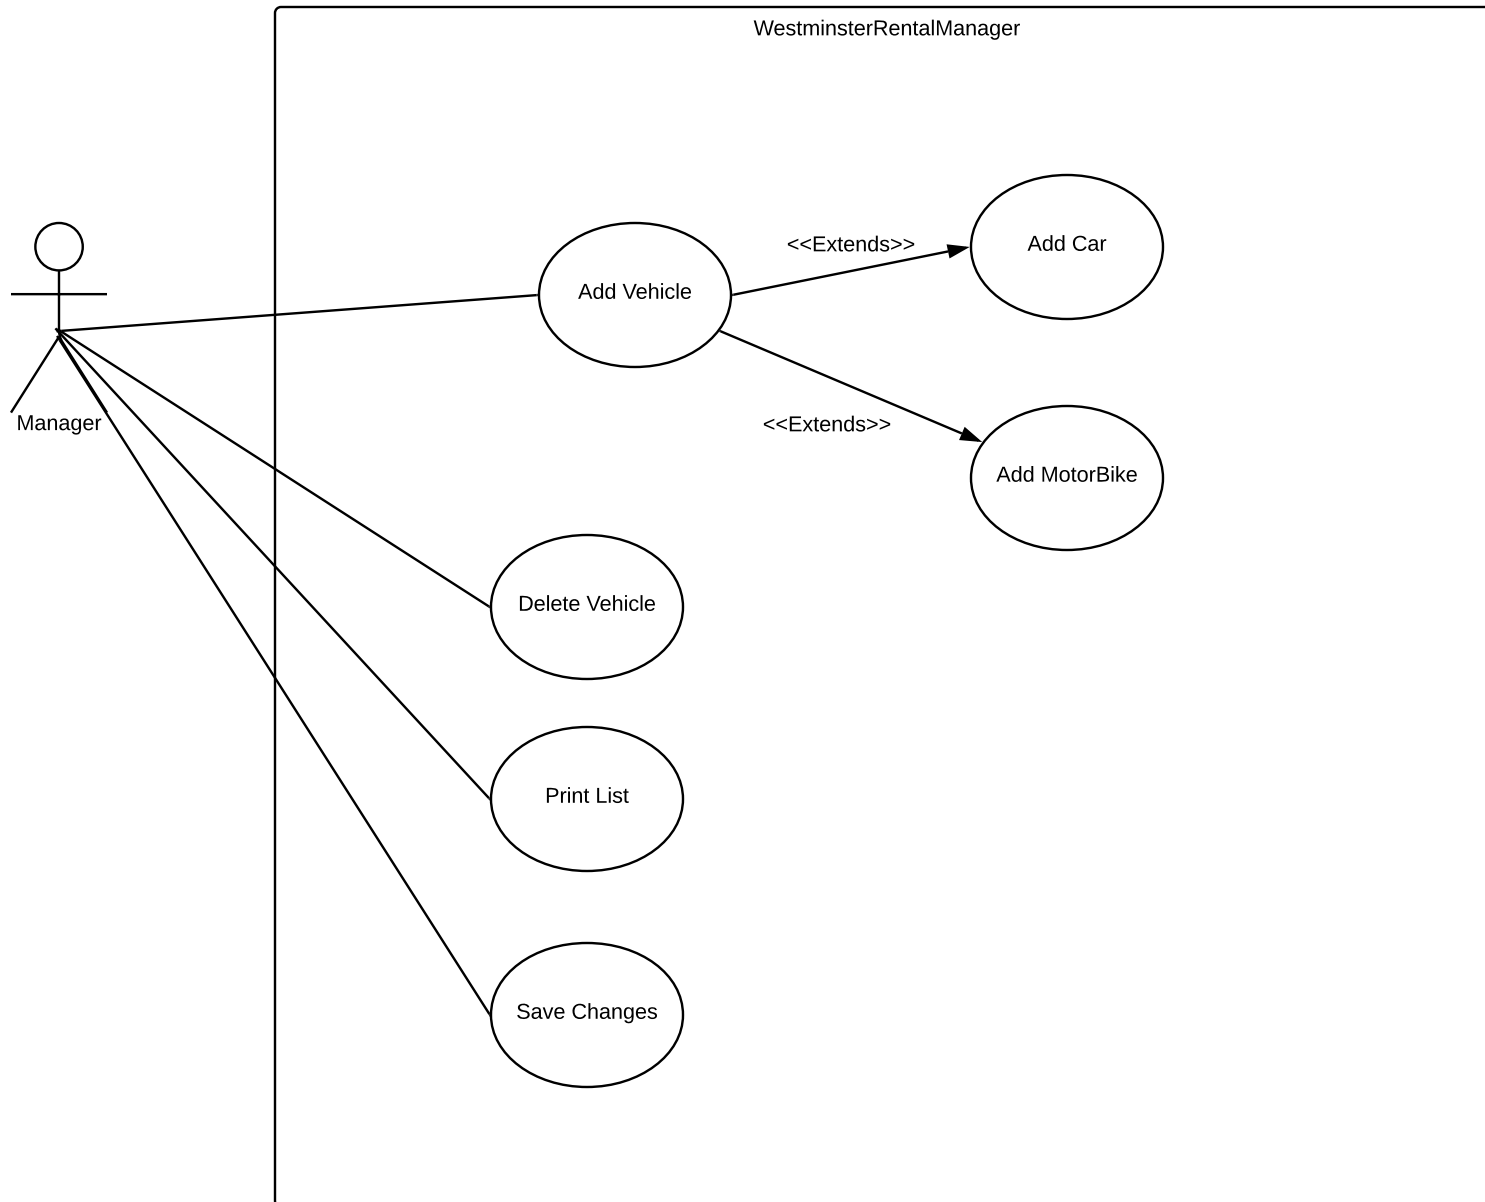 WestminsterRentalManager
<<Extends>>
Add Car
Add Vehicle
Manager
<<Extends>>
Add MotorBike
Delete Vehicle
Print List
Save Changes